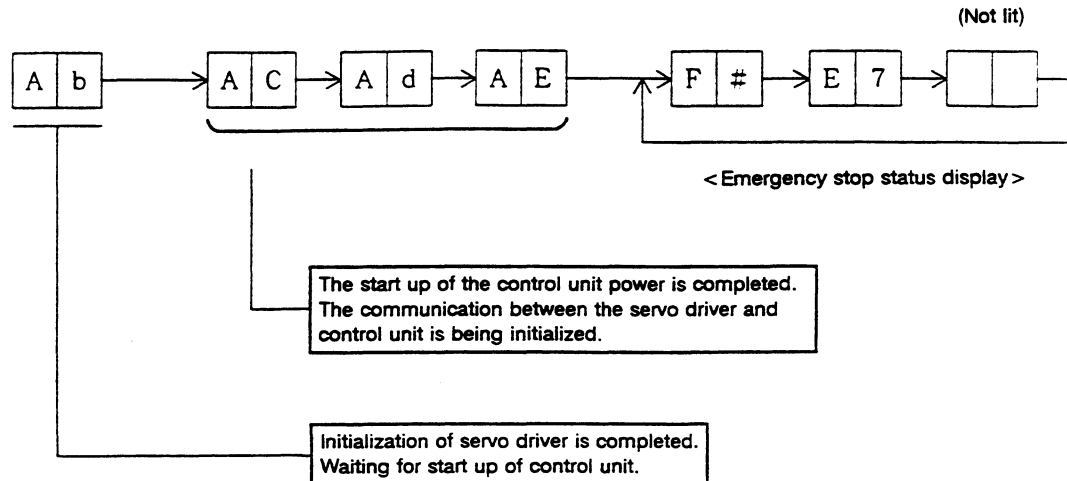 (Not lit)
A b A C A d A E F # E 7
< Emergency stop status display >
The start up of the control unit power is completed.
The communication between the servo driver and
control unit is being initialized.
Initialization of servo driver is completed.
Waiting for start up of control unit.